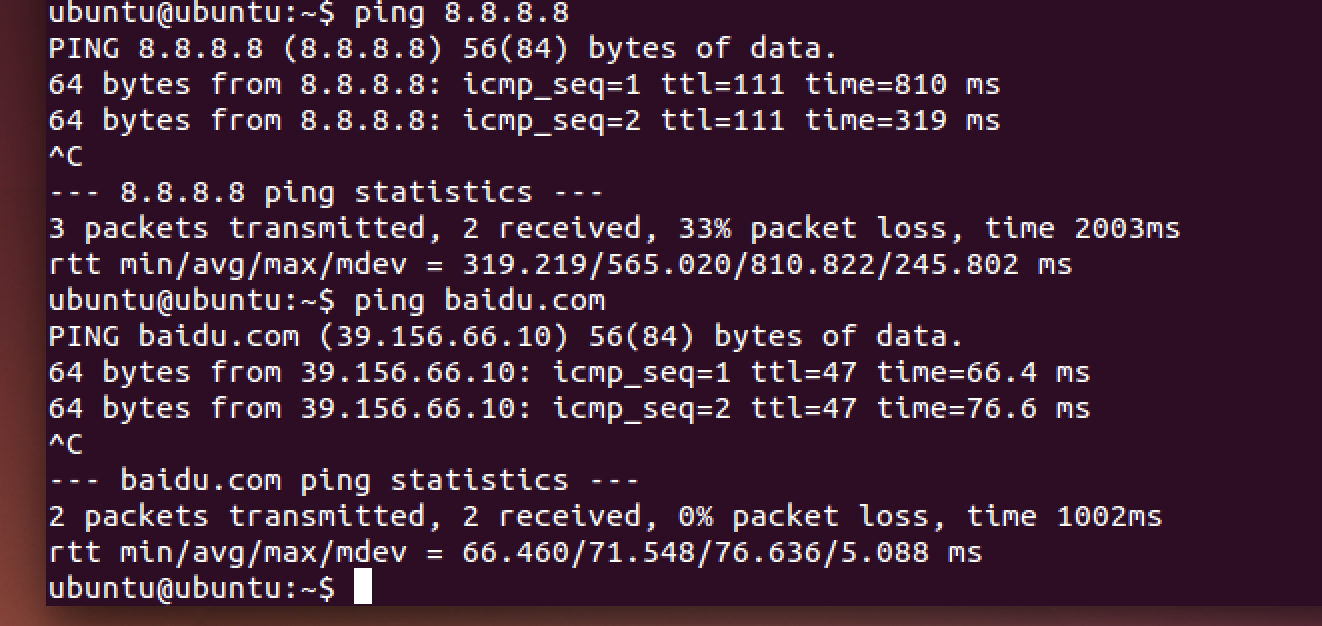 ubuntu@ubuntu:~$ ping 8.8.8.8
PING 8.8.8.8 (8.8.8.8) 56(84) bytes of data.
64 bytes from 8.8.8.8: icmp_seq=1 ttl=111 time=810 ms
64 bytes from 8.8.8.8: icmp_seq=2 ttl=111 time=319 ms
^C
--- 8.8.8.8 ping statistics ---
3 packets transmitted, 2 received, 33% packet loss, time 2003ms
rtt min/avg/max/mdev = 319.219/565.020/810.822/245.802 ms
ubuntu@ubuntu:~$ ping baidu.com
PING baidu.com (39.156.66.10) 56(84) bytes of data.
64 bytes from 39.156.66.10: icmp_seq=1 ttl=47 time=66.4 ms
64 bytes from 39.156.66.10: icmp_seq=2 ttl=47 time=76.6 ms
^C
--- baidu.com ping statistics ---
2 packets transmitted, 2 received, 0% packet loss, time 1002ms
rtt min/avg/max/mdev = 66.460/71.548/76.636/5.088 ms
ubuntu@ubuntu:~$